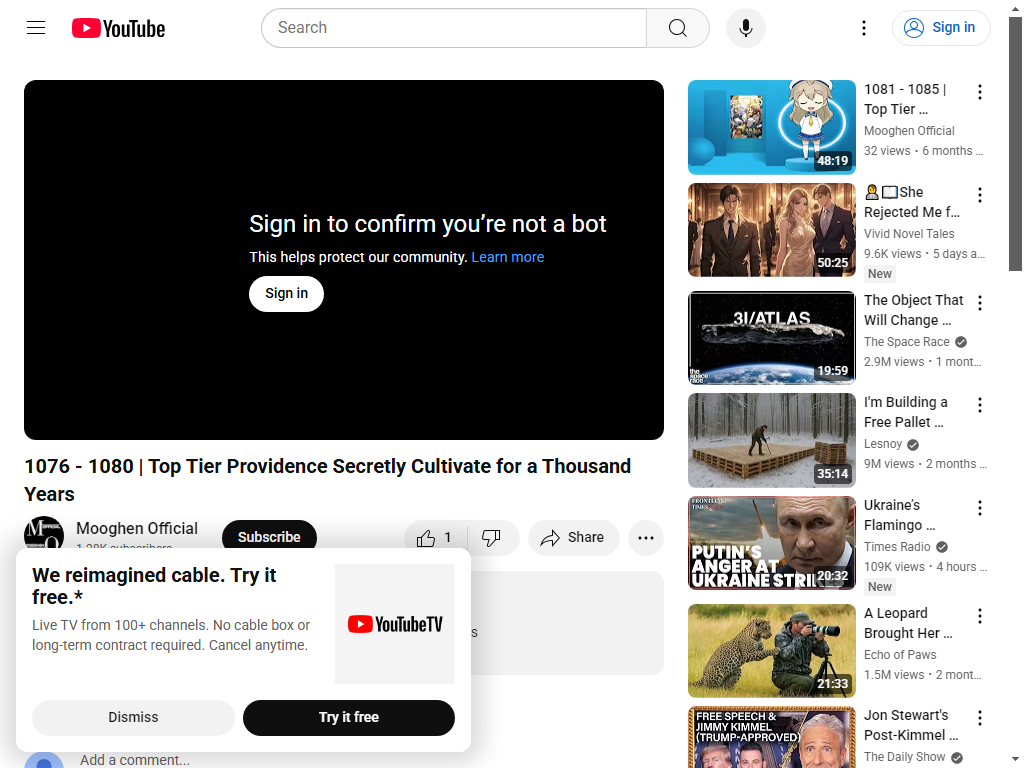 YouTube
Search
Sign in
Sign in to confirm you’re not a bot
This helps protect our community. Learn more
Sign in
1076 - 1080 | Top Tier Providence Secretly Cultivate for a Thousand
Years
Mooghen Official
Subscribe
1
Share
We reimagined cable. Try it
free.*
Live TV from 100+ channels. No cable box or
long-term contract required. Cancel anytime.
YouTubeTV
Dismiss
Try it free
Add a comment...
48:19
1081 - 1085 |
Top Tier ...
Mooghen Official
32 views • 6 months ...
50:25
She
Rejected Me f...
Vivid Novel Tales
9.6K views • 5 days a...
New
3I/ATLAS
the
space
race
19:59
The Object That
Will Change ...
The Space Race
2.9M views • 1 mont...
35:14
I'm Building a
Free Pallet ...
Lesnoy
9M views • 2 months ...
FRONTLINE
TIMES
PUTIN'S
ANGER AT
UKRAINE STRI
20:32
Ukraine’s
Flamingo ...
Times Radio
109K views • 4 hours ...
New
21:33
A Leopard
Brought Her ...
Echo of Paws
1.5M views • 2 mont...
FREE SPEECH &
JIMMY KIMMEL
(TRUMP-APPROVED)
Jon Stewart's
Post-Kimmel ...
The Daily Show